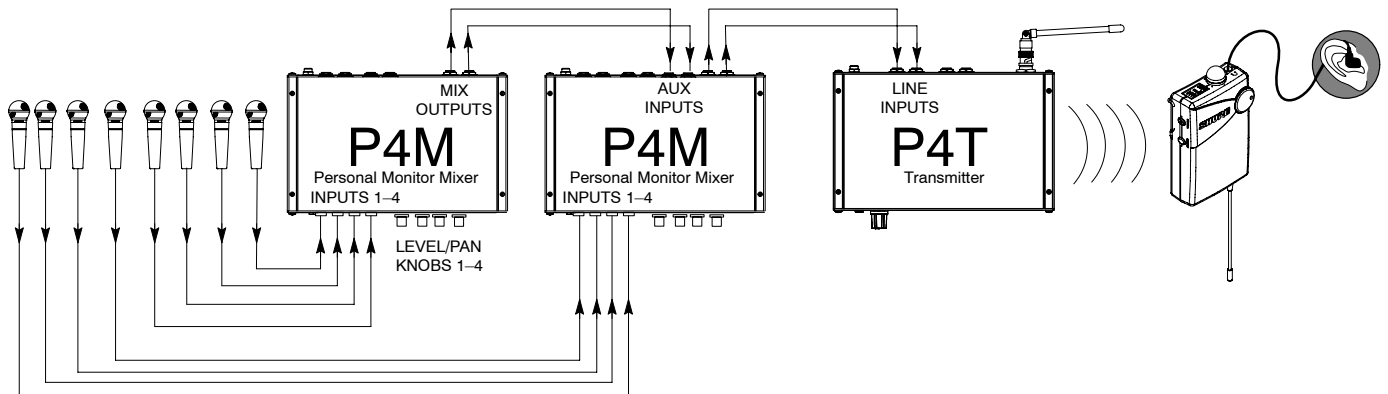 MIX
OUTPUTS
P4M
Personal Monitor Mixer
INPUTS 1–4
LEVEL/PAN
KNOBS 1–4
AUX
INPUTS
P4M
Personal Monitor Mixer
INPUTS 1–4
LINE
INPUTS
P4T
Transmitter
SHURE